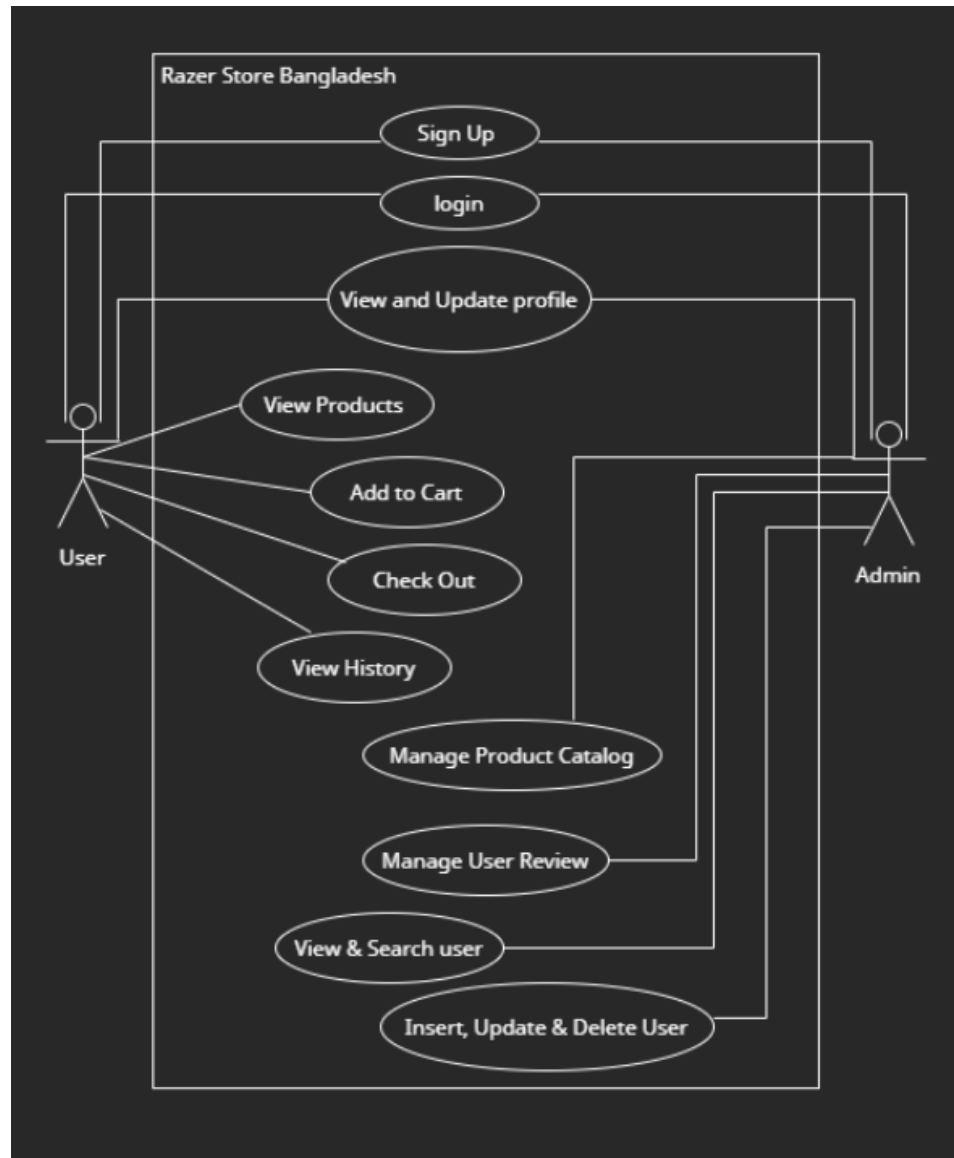 Razer Store Bangladesh
Sign Up
login
View and Update profile
View Products
Add to Cart
Check Out
User
Admin
View History
Manage Product Catalog
Manage User Review
View & Search user
Insert, Update & Delete User